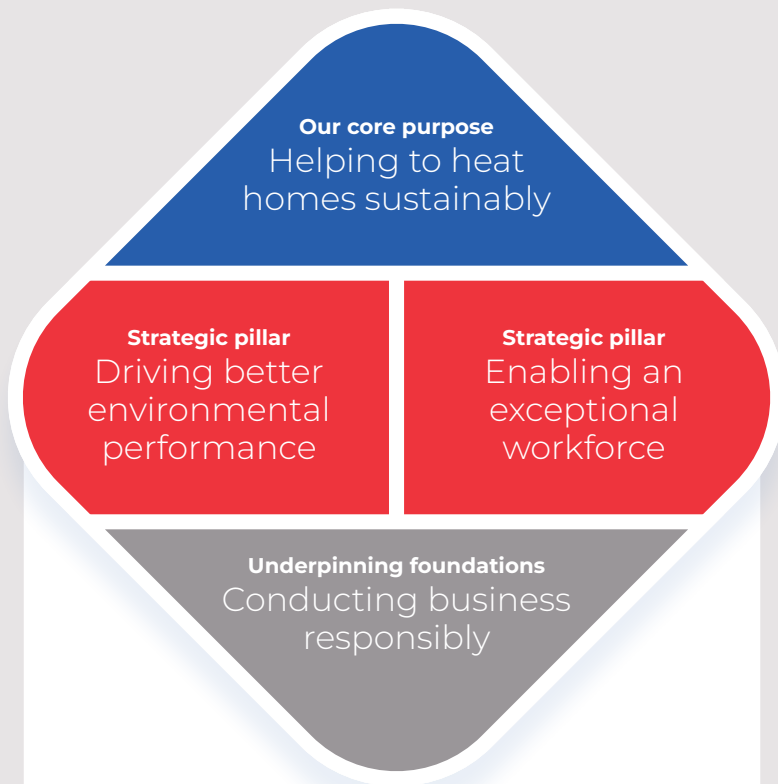 Our core purpose
Helping to heat
homes sustainably
Strategic pillar
Driving better
environmental
performance
Strategic pillar
Enabling an
exceptional
workforce
Underpinning foundations
Conducting business
responsibly